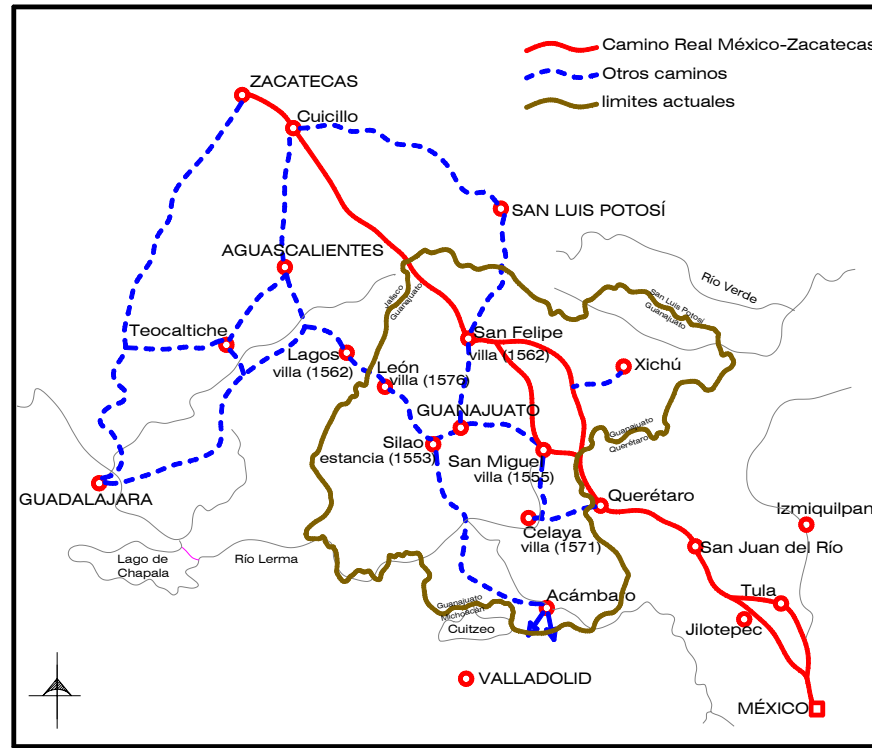 Camino Real México-Zacatecas
Otros caminos
limites actuales
ZACATECAS
Cuicillo
SAN LUIS POTOSÍ
AGUASCALIENTES
Río Verde
Jalisco
Guanajuato
San Luis Potosí
Guanajuato
Teocaltiche
Lagos
villa (1562)
San Felipe
villa (1562)
Xichú
León
villa (1576)
GUANAJUATO
Silao
estancia (1553)
San Migue
villa (1555)
Guanajuato
Querétaro
GUADALAJARA
Querétaro
Izmiquilpan
Celaya
villa (1571)
San Juan del Río
Lago de
Chapala
Río Lerma
Acámbaro
Tula
Guanajuato
Michoacán
Cuitzeo
Jilotepec
VALLADOLID
MÉXICO